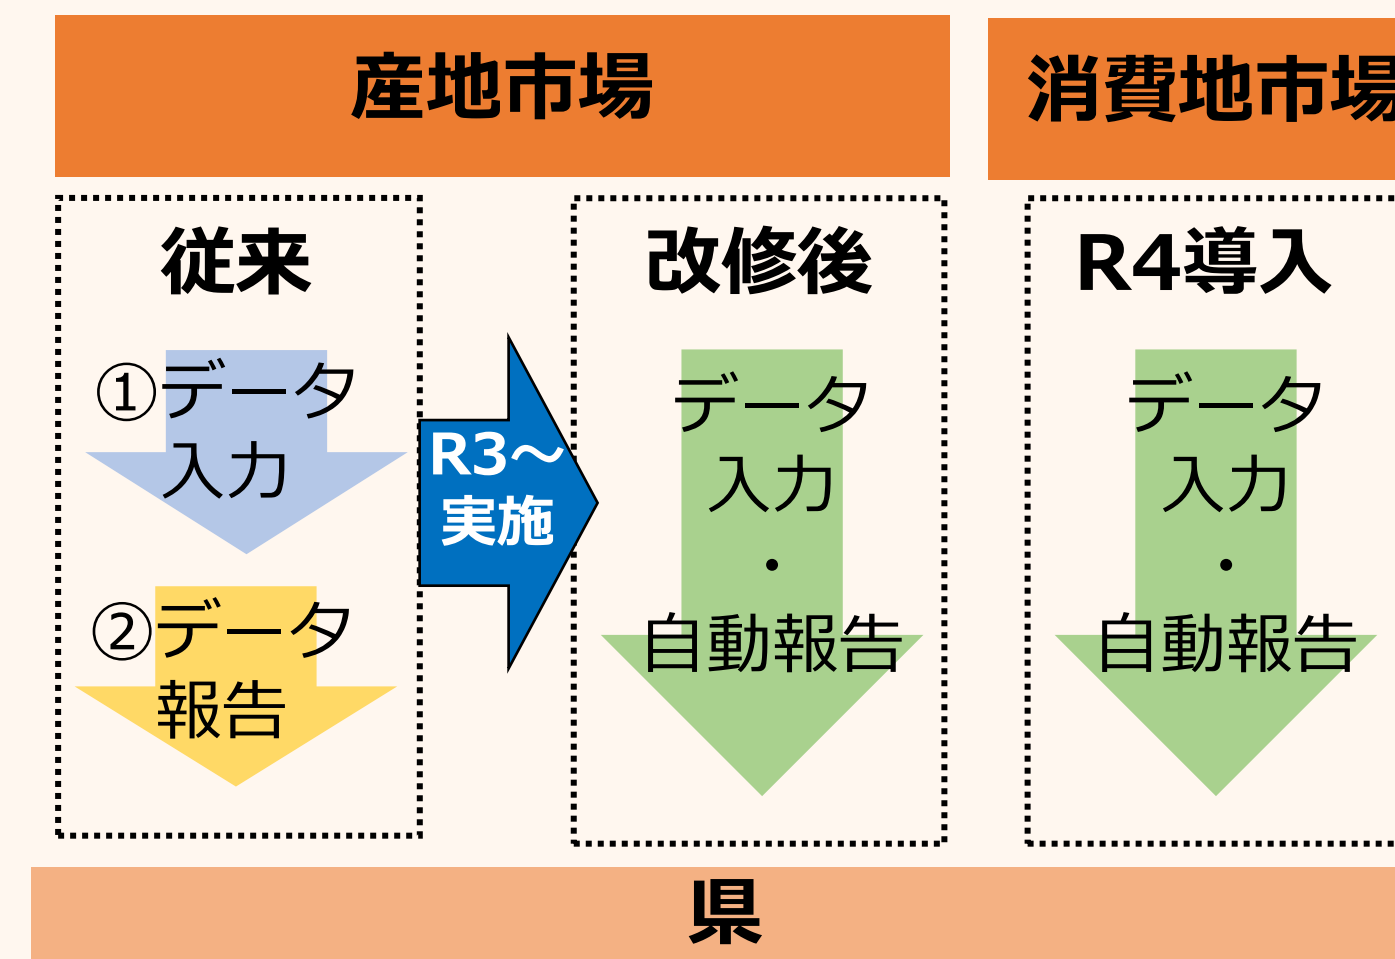 産地市場
消費地市場
従来
①データ
入力
②データ
報告
R3～
実施
改修後
データ
入力
・
自動報告
R4導入
データ
入力
・
自動報告
県